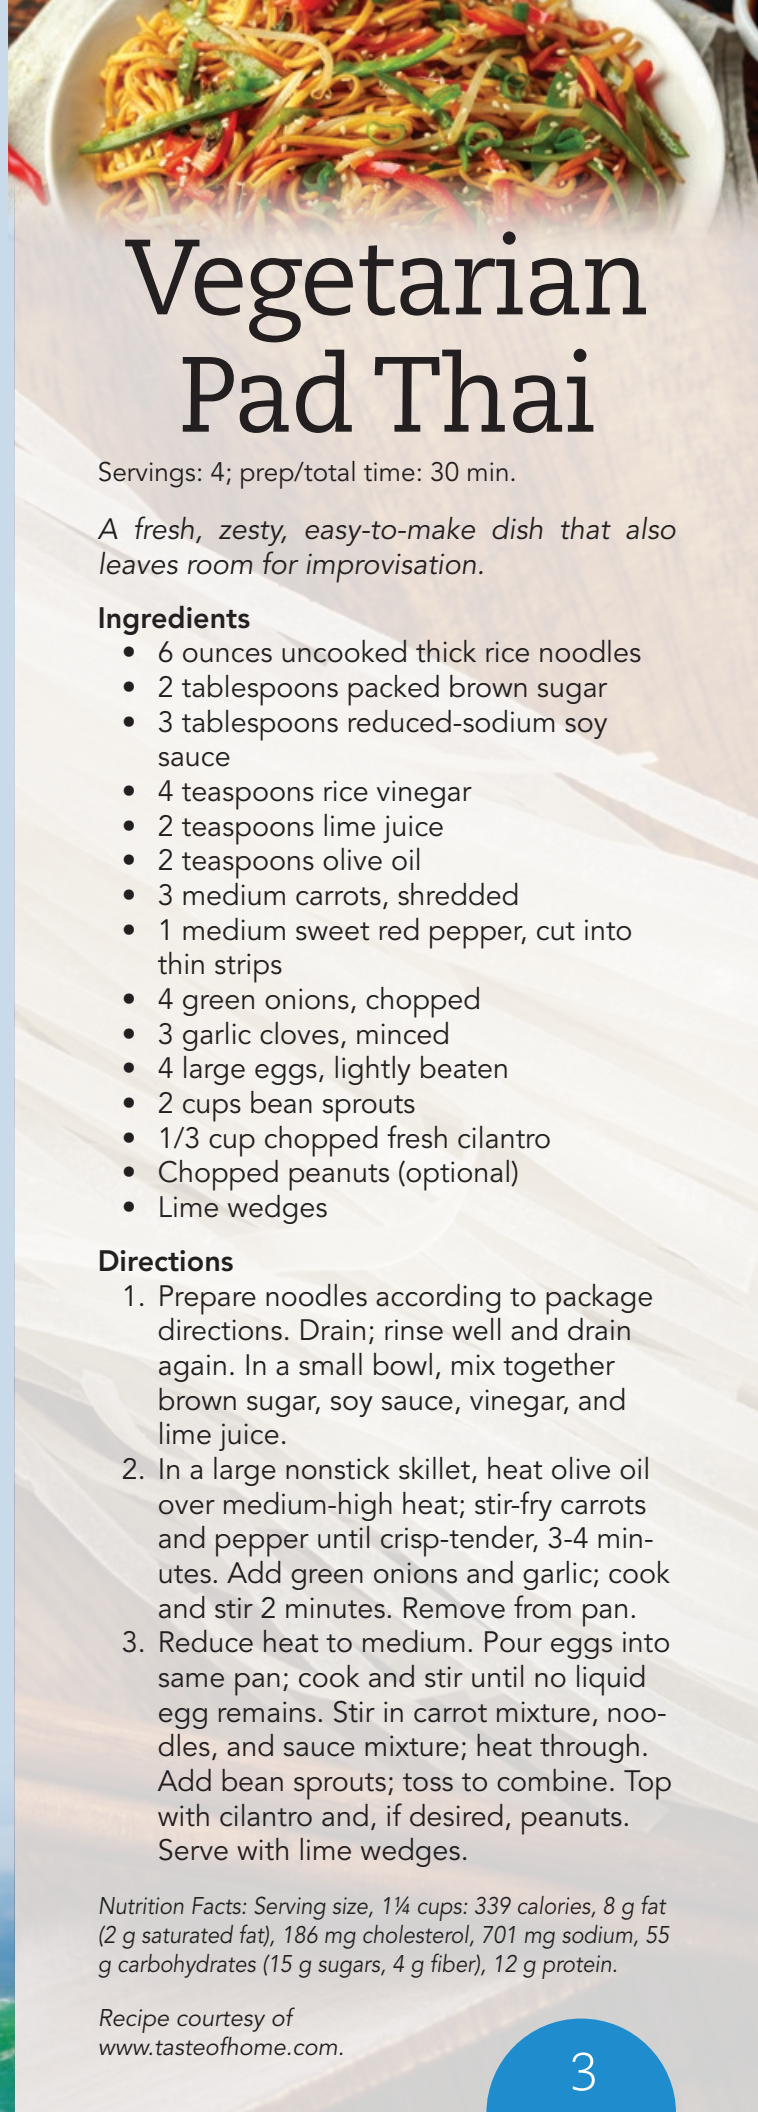 Vegetarian
Pad Thai
Servings: 4; prep/total time: 30 min.
A fresh, zesty, easy-to-make dish that also
leaves room for improvisation.
Ingredients
• 6 ounces uncooked thick rice noodles
• 2 tablespoons packed brown sugar
• 3 tablespoons reduced-sodium soy
sauce
• 4 teaspoons rice vinegar
• 2 teaspoons lime juice
• 2 teaspoons olive oil
• 3 medium carrots, shredded
• 1 medium sweet red pepper, cut into
thin strips
• 4 green onions, chopped
• 3 garlic cloves, minced
• 4 large eggs, lightly beaten
• 2 cups bean sprouts
• 1/3 cup chopped fresh cilantro
• Chopped peanuts (optional)
• Lime wedges
Directions
1. Prepare noodles according to package
directions. Drain; rinse well and drain
again. In a small bowl, mix together
brown sugar, soy sauce, vinegar, and
lime juice.
2. In a large nonstick skillet, heat olive oil
over medium-high heat; stir-fry carrots
and pepper until crisp-tender, 3-4 min-
utes. Add green onions and garlic; cook
and stir 2 minutes. Remove from pan.
3. Reduce heat to medium. Pour eggs into
same pan; cook and stir until no liquid
egg remains. Stir in carrot mixture, noo-
dles, and sauce mixture; heat through.
Add bean sprouts; toss to combine. Top
with cilantro and, if desired, peanuts.
Serve with lime wedges.
Nutrition Facts: Serving size, 1¼ cups: 339 calories, 8 g fat
(2 g saturated fat), 186 mg cholesterol, 701 mg sodium, 55
g carbohydrates (15 g sugars, 4 g fiber), 12 g protein.
Recipe courtesy of
www.tasteofhome.com.
3